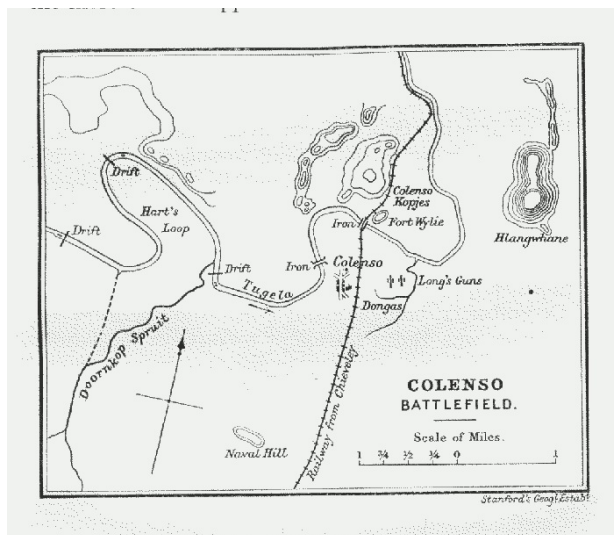 Drift
Hart's
Loop
Drift
Drift
Tugela
Doornkop Spruit
Iron
Iron
Colenso
Colenso
Kopjes
Fort Wylie
Long's Guns
Dongas
Hlangwhane
Naval Hill
Railway from Chieveley
COLENSO
BATTLEFIELD.
Scale of Miles.
1 ¾ ½ ¼ 0 1
Stanford's Geogl. Estabt